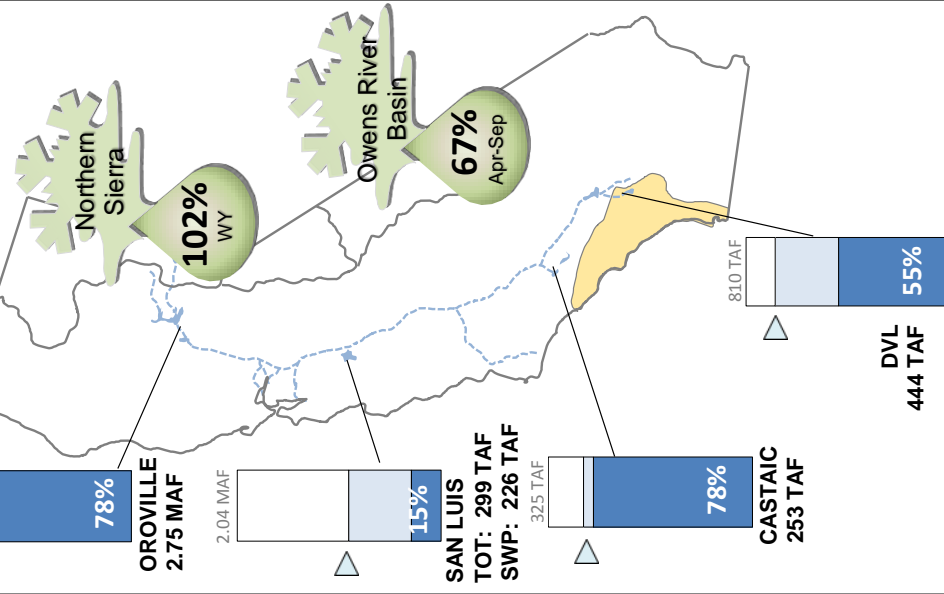 Northern
Sierra
102%
WY
Owens River
Basin
67%
Apr-Sep
78%
OROVILLE
2.75 MAF
2.04 MAF
15%
SAN LUIS
TOT: 299 TAF
SWP: 226 TAF
325 TAF
78%
CASTAIC
253 TAF
810 TAF
55%
DVL
444 TAF